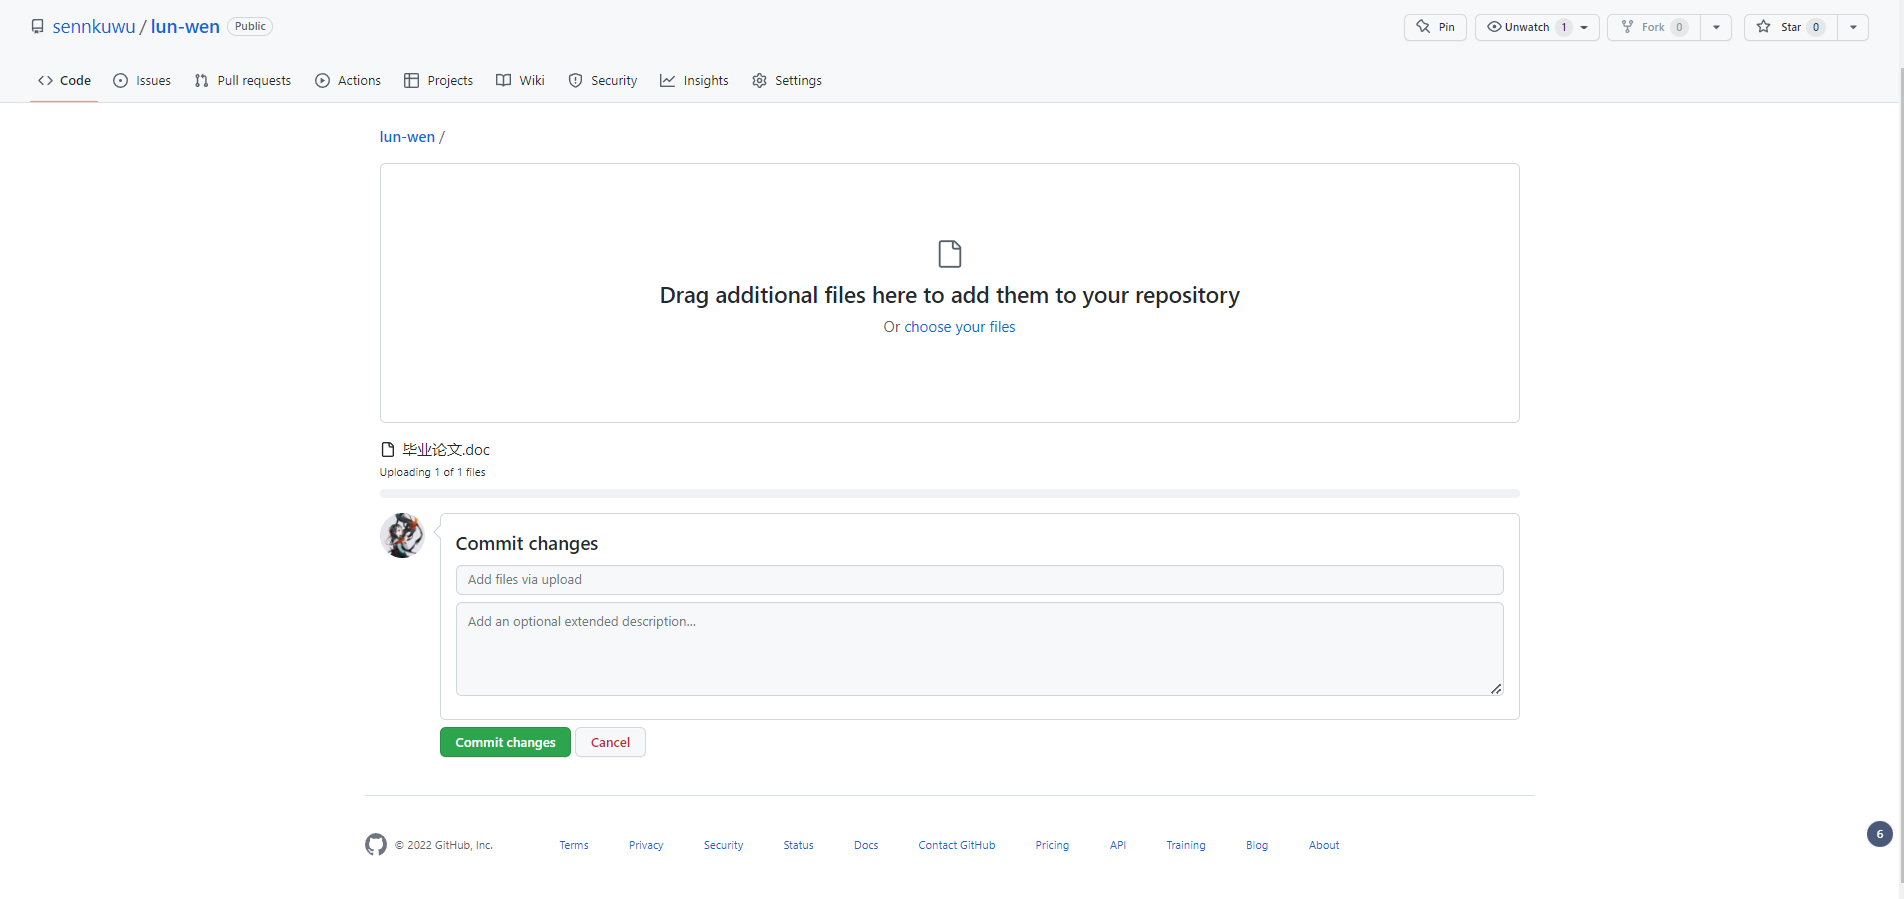 sennkuwu / lun-wen Public Pin Unwatch 1 Fork 0 Star 0
Code Issues Pull requests Actions Projects Wiki Security Insights Settings
lun-wen /
Drag additional files here to add them to your repository
Or choose your files
毕业论文.doc
Uploading 1 of 1 files
Commit changes
Add files via upload
Add an optional extended description...
Commit changes Cancel
6
© 2022 GitHub, Inc. Terms Privacy Security Status Docs Contact GitHub Pricing API Training Blog About